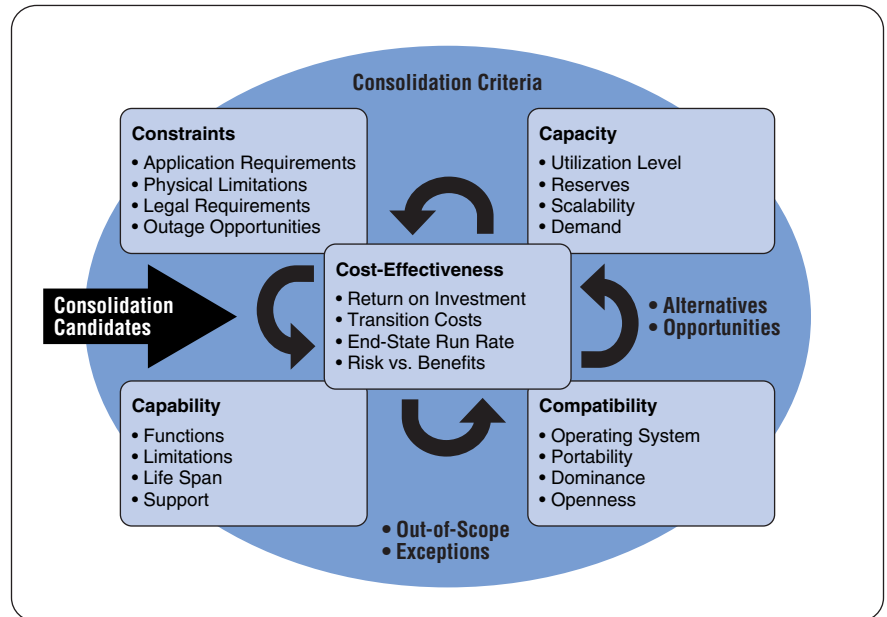 Consolidation Criteria
Constraints
• Application Requirements
• Physical Limitations
• Legal Requirements
• Outage Opportunities
Capacity
• Utilization Level
• Reserves
• Scalability
• Demand
Consolidation
Candidates
Cost-Effectiveness
• Return on Investment
• Transition Costs
• End-State Run Rate
• Risk vs. Benefits
• Alternatives
• Opportunities
Capability
• Functions
• Limitations
• Life Span
• Support
Compatibility
• Operating System
• Portability
• Dominance
• Openness
• Out-of-Scope
• Exceptions